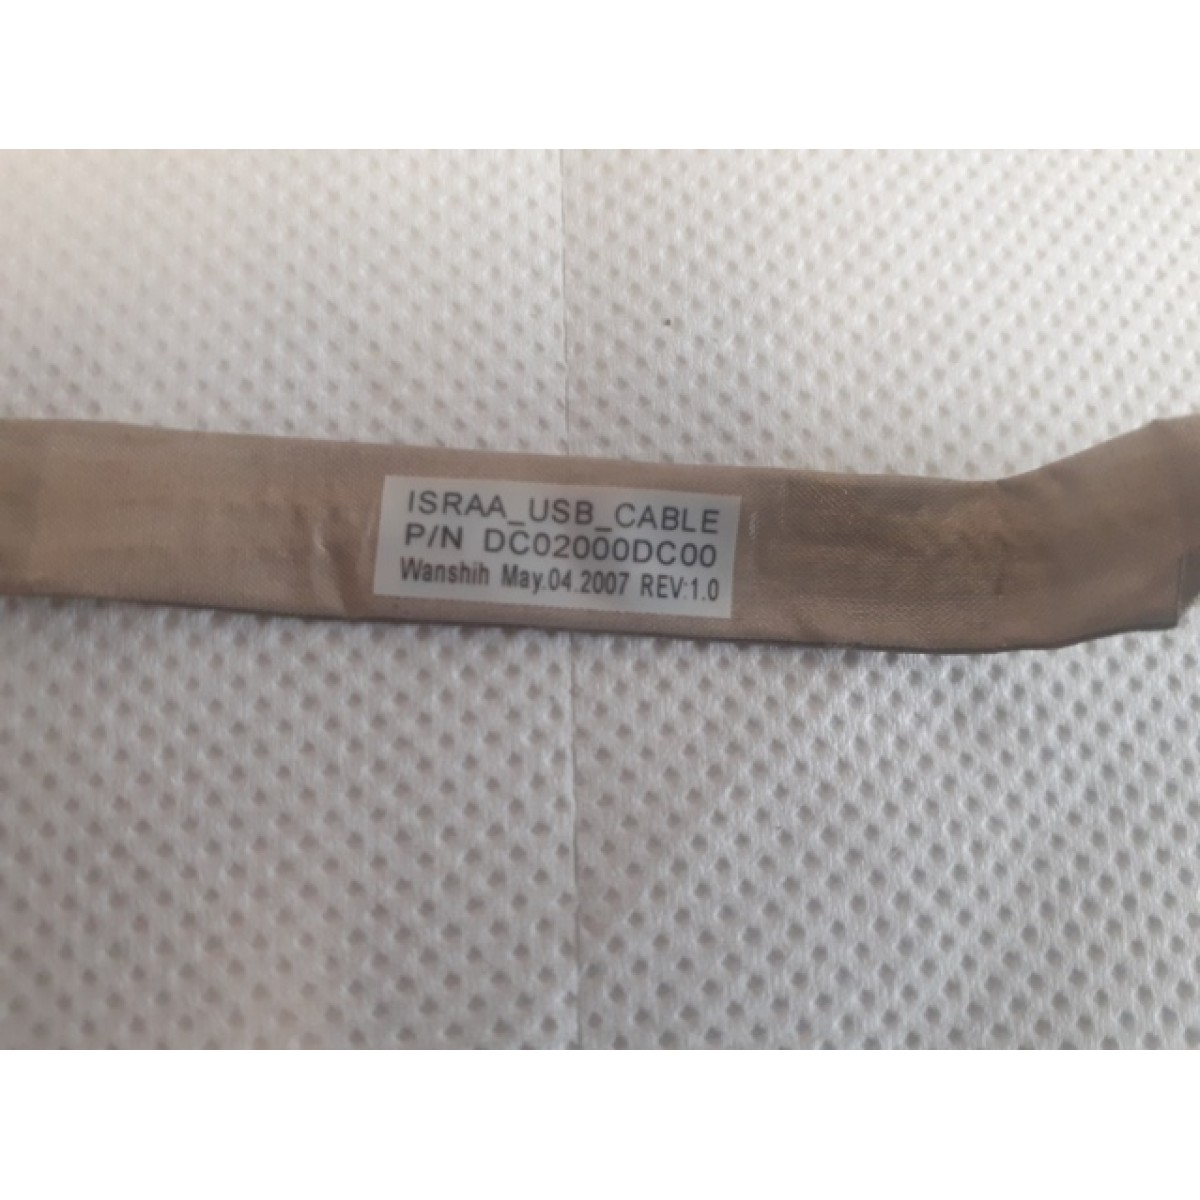 ISRAA_USB_CABLE
P/N DC02000DC00
Wanshih May.04.2007 REV:1.0